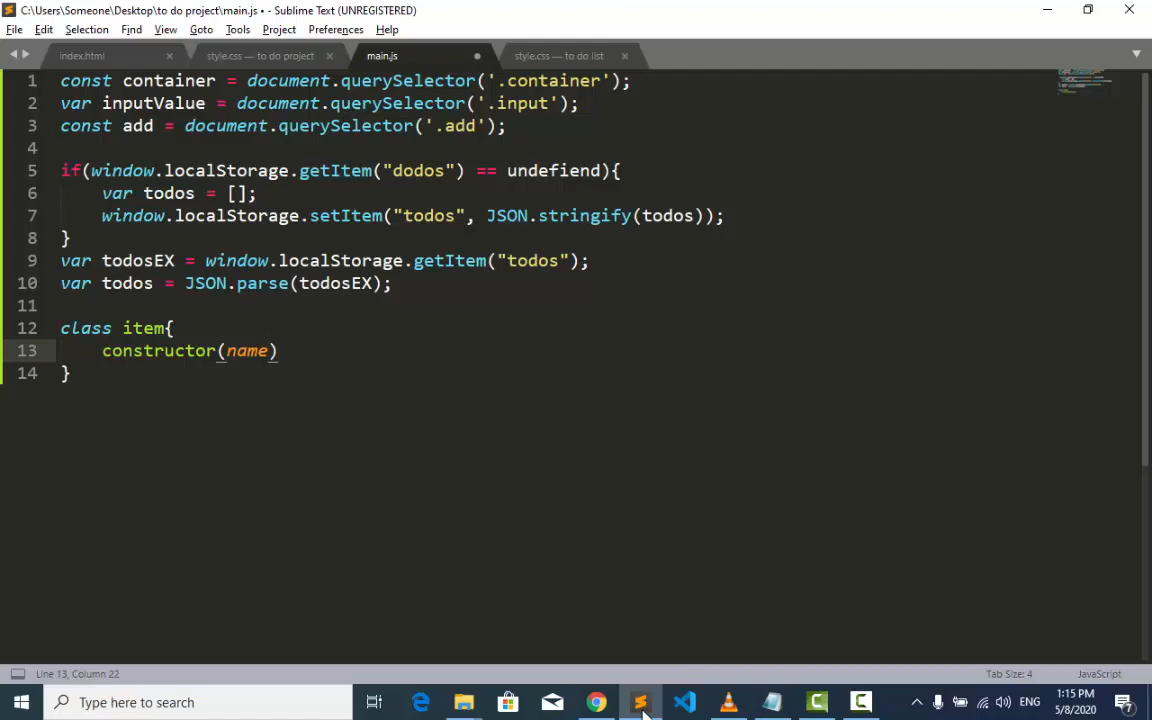 C:\Users\Someone\Desktop\to do project\main.js • - Sublime Text (UNREGISTERED)
File Edit Selection Find View Goto Tools Project Preferences Help
index.html × style.css — to do project × main.js style.css — to do list ×
1 const container = document.querySelector('.container');
2 var inputValue = document.querySelector('.input');
3 const add = document.querySelector('.add');
4
5 if(window.localStorage.getItem("dodos") == undefiend){
6 var todos = [];
7 window.localStorage.setItem("todos", JSON.stringify(todos));
8 }
9 var todosEX = window.localStorage.getItem("todos");
10 var todos = JSON.parse(todosEX);
11
12 class item{
13 constructor(name)
14 }
Line 13, Column 22 Tab Size: 4 JavaScript
Type here to search ENG 1:15 PM
5/8/2020 7